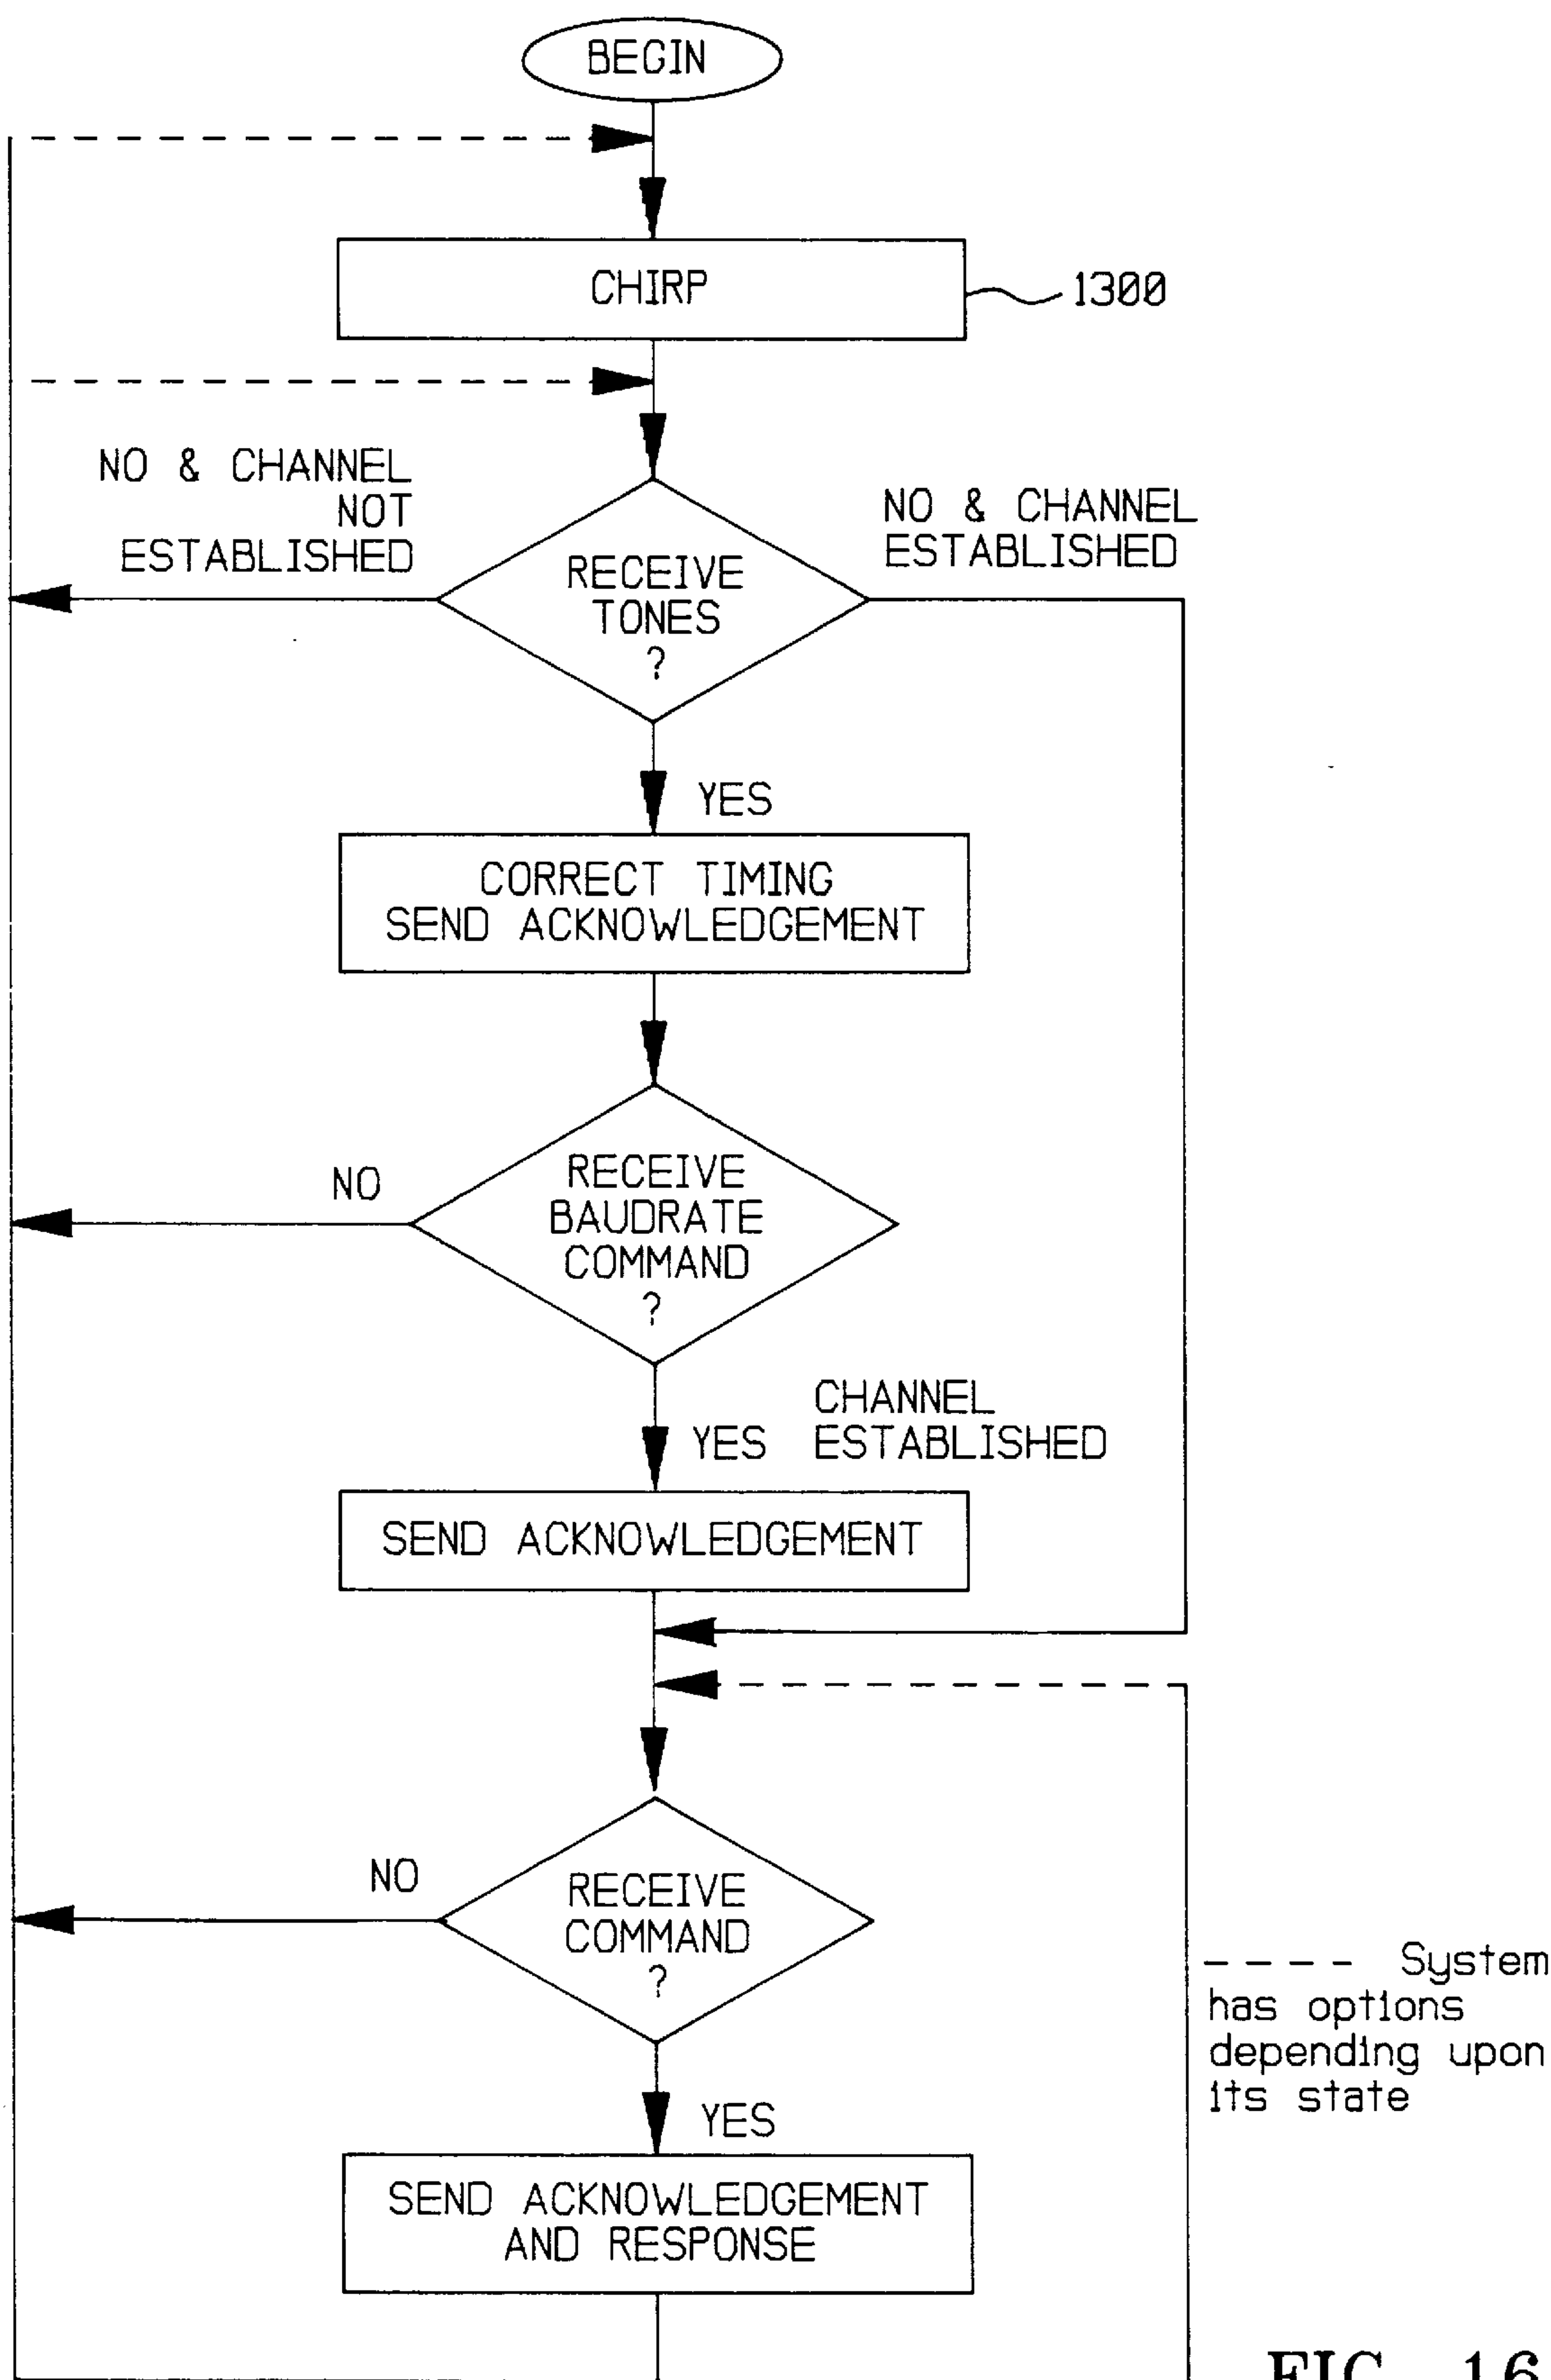 BEGIN
CHIRP
1300
NO & CHANNEL
NOT
ESTABLISHED
NO & CHANNEL
ESTABLISHED
RECEIVE
TONES
?
YES
CORRECT TIMING
SEND ACKNOWLEDGEMENT
RECEIVE
BAUDRATE
COMMAND
?
NO
CHANNEL
YES ESTABLISHED
SEND ACKNOWLEDGEMENT
RECEIVE
COMMAND
?
NO
---- System
has options
depending upon
its state
YES
SEND ACKNOWLEDGEMENT
AND RESPONSE
FIG. 16